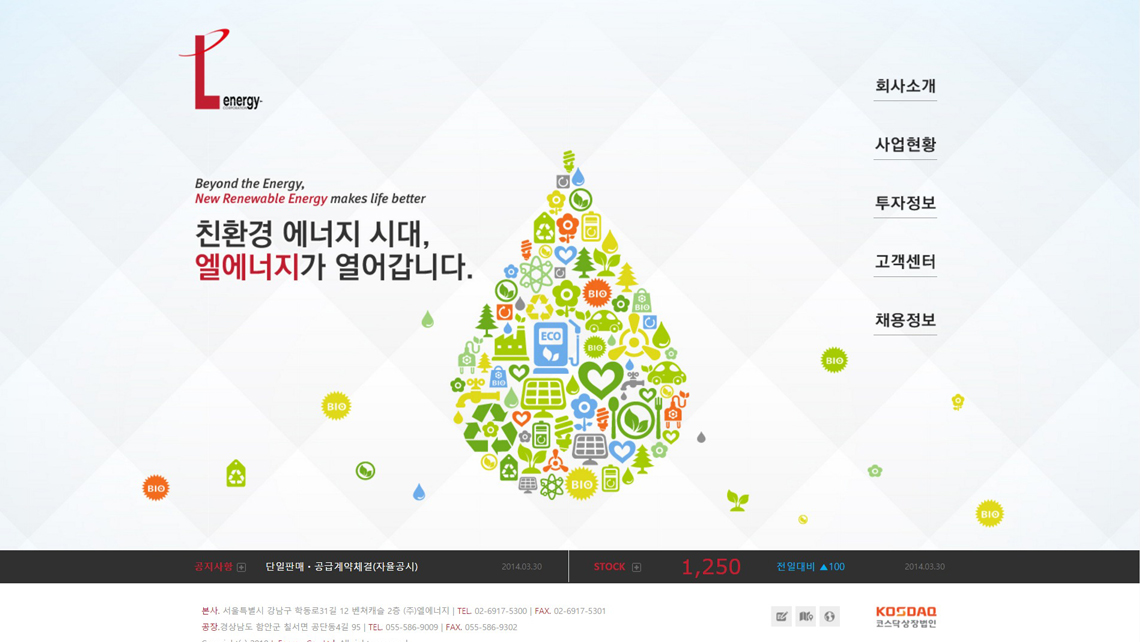 L energy
Beyond the Energy,
New Renewable Energy makes life better
친환경 에너지 시대,
엘에너지가 열어갑니다.
회사소개
사업현황
투자정보
고객센터
채용정보
BIO
BIO
ECO
BIO
BIO
BIO
BIO
BIO
BIO
BIO
공지사항 단일판매・공급계약체결(자율공시) 2014.03.30 STOCK 1,250 전일대비 ▲100 2014.03.30
본사. 서울특별시 강남구 학동로31길 12 벤처캐슬 2층 (주)엘에너지 | TEL. 02-6917-5300 | FAX. 02-6917-5301
공장.경상남도 함안군 칠서면 공단동4길 95 | TEL. 055-586-9009 | FAX. 055-586-9302
KOSDAQ
코스닥상장법인